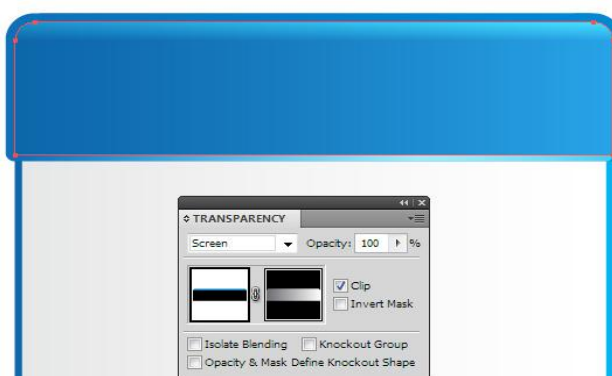 TRANSPARENCY
Screen Opacity: 100 %
Clip
Invert Mask
Isolate Blending Knockout Group
Opacity & Mask Define Knockout Shape